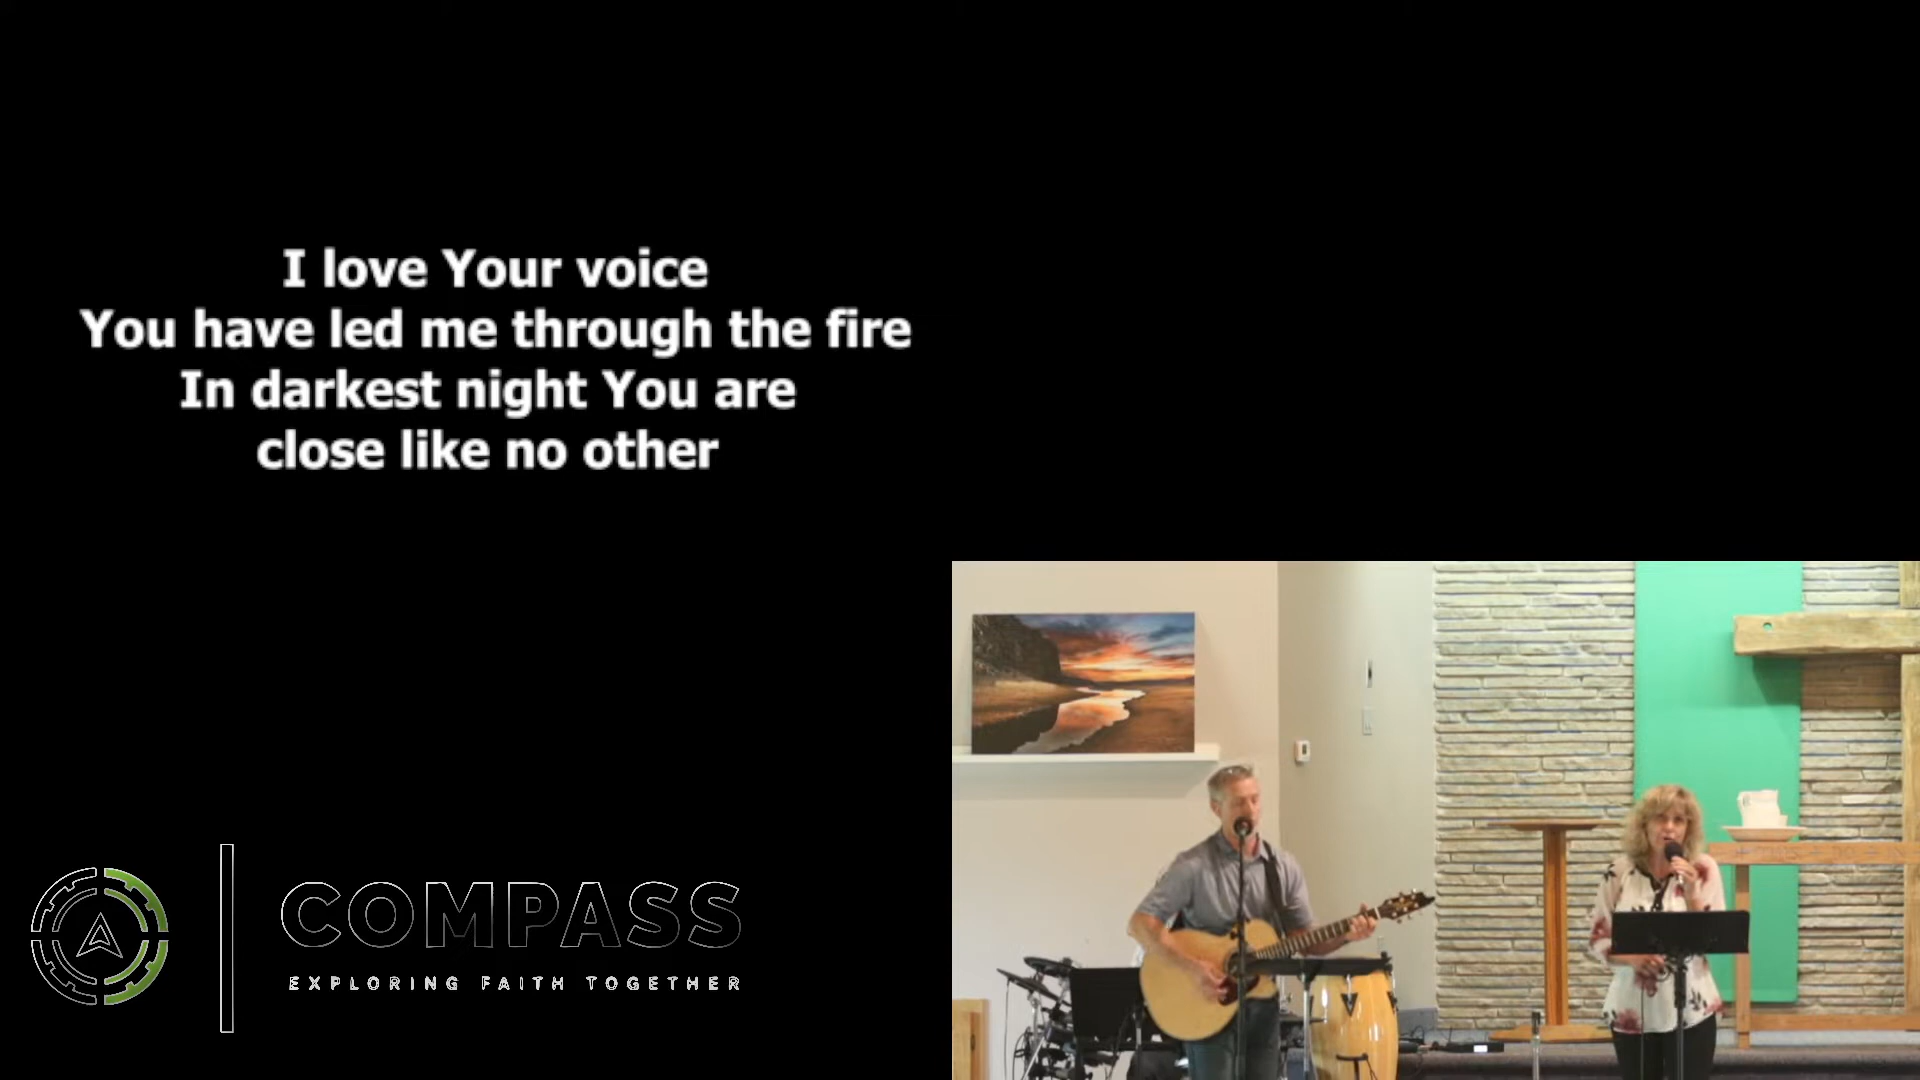 I love Your voice
You have led me through the fire
In darkest night You are
close like no other
COMPASS
EXPLORING FAITH TOGETHER